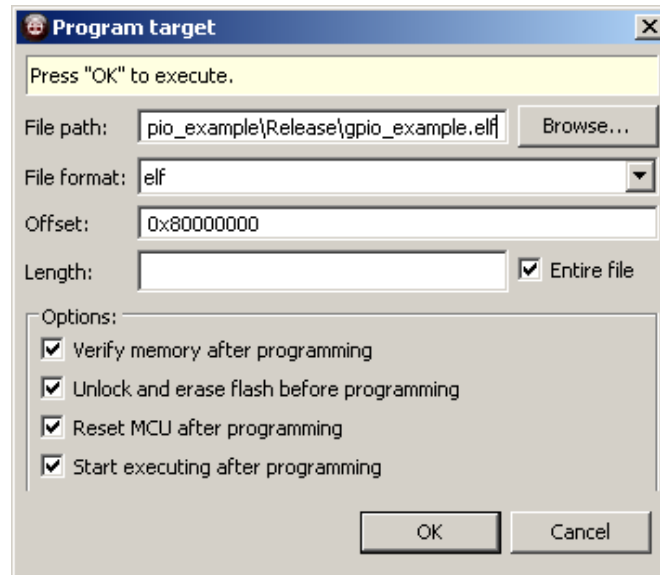 Program target
Press "OK" to execute.
File path: pio_example\Release\gpio_example.elf Browse...
File format: elf
Offset: 0x80000000
Length: Entire file
Options:
Verify memory after programming
Unlock and erase flash before programming
Reset MCU after programming
Start executing after programming
OK Cancel